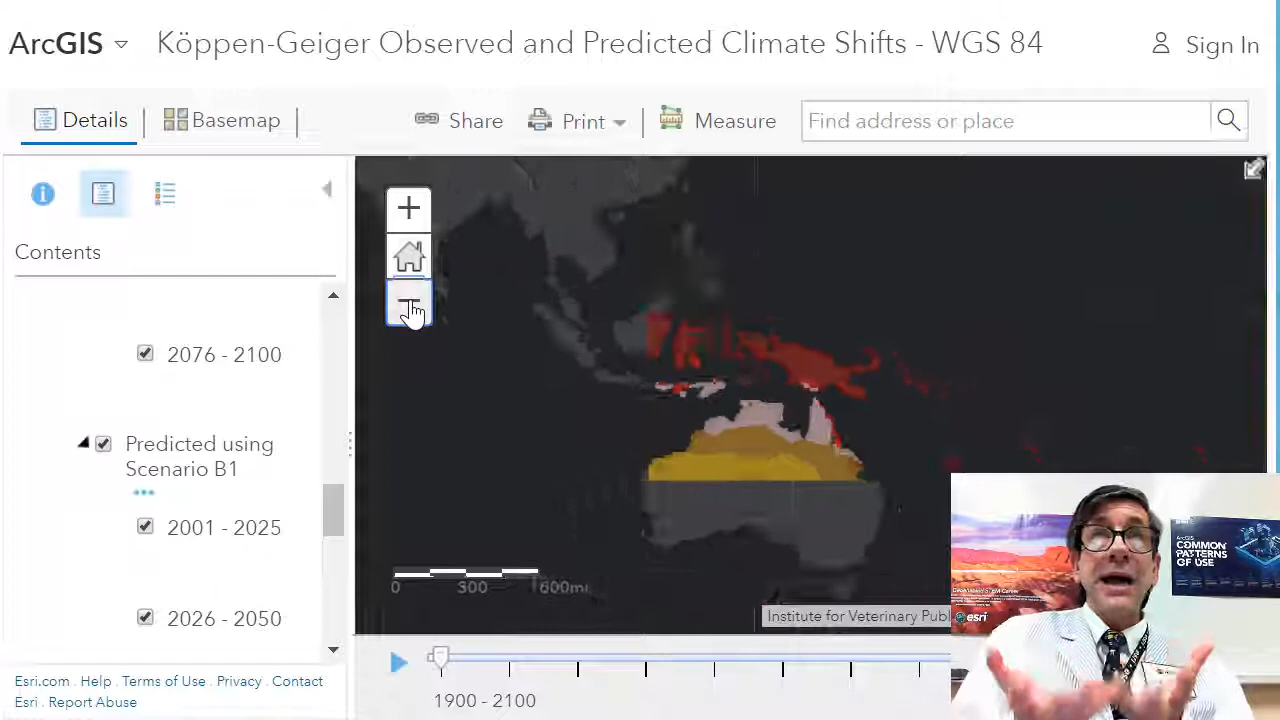 ArcGIS
Köppen-Geiger Observed and Predicted Climate Shifts - WGS 84
Sign In
Details
Basemap
Share
Print
Measure
Find address or place
Contents
2076 - 2100
Predicted using
Scenario B1
2001 - 2025
2026 - 2050
Esri.com . Help . Terms of Use . Privacy . Contact
Esri . Report Abuse
0 300 600mi
Institute for Veterinary Publ
1900 - 2100
ArcGIS
COMMON
PATTERNS
OF USE
esri